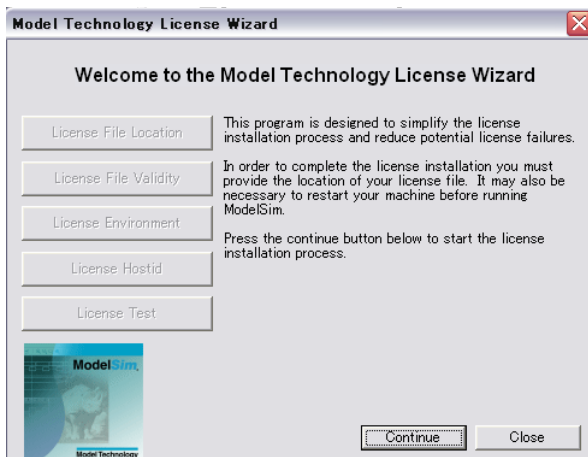 Model Technology License Wizard
Welcome to the Model Technology License Wizard
License File Location
License File Validity
License Environment
License Hostid
License Test
This program is designed to simplify the license
installation process and reduce potential license failures.
In order to complete the license installation you must
provide the location of your license file. It may also be
necessary to restart your machine before running
ModelSim.
Press the continue button below to start the license
installation process.
ModelSim
Model Technology
Continue
Close